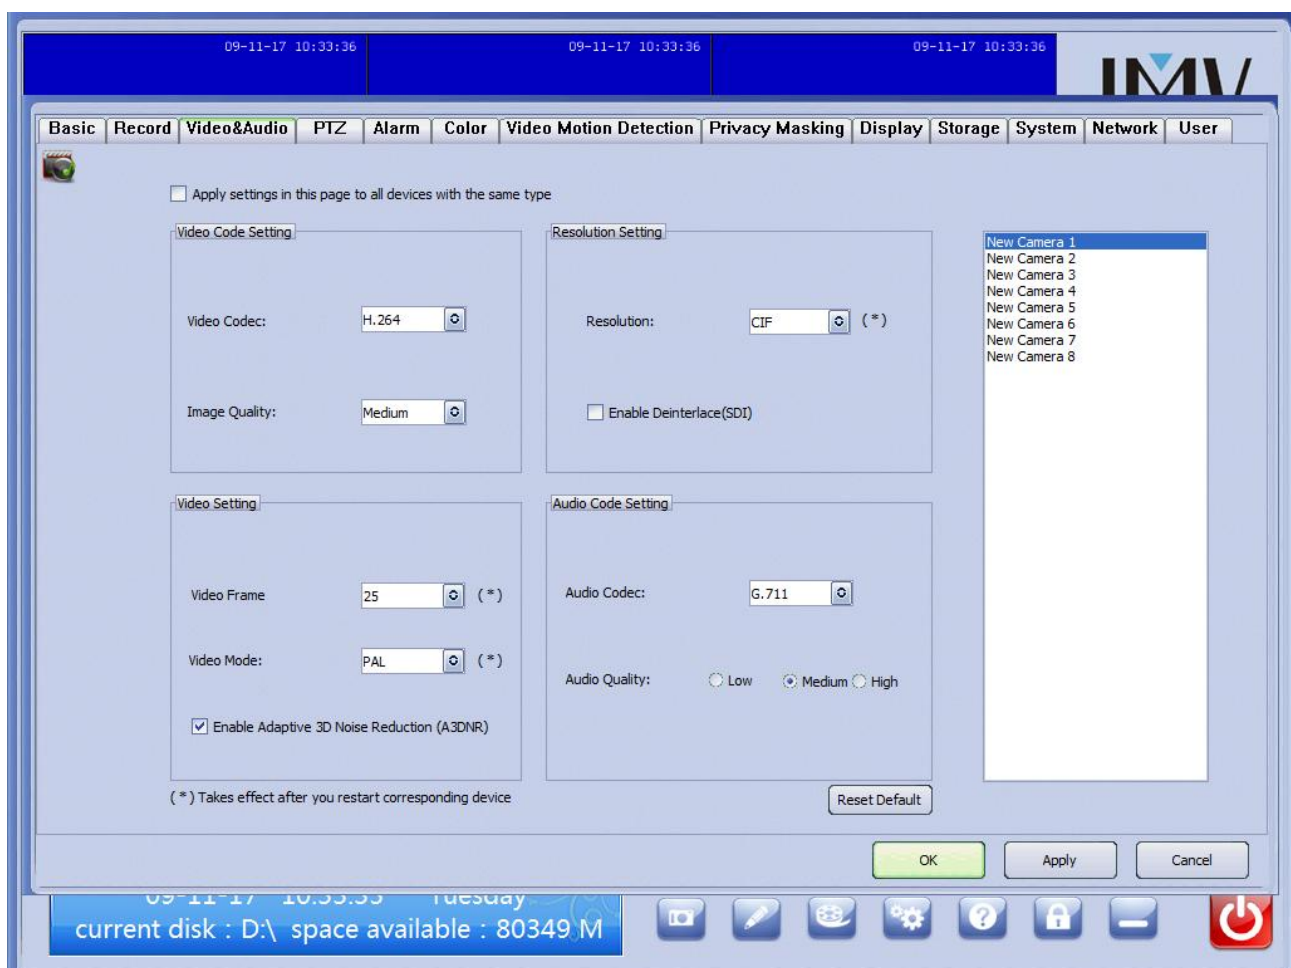 09-11-17 10:33:36 09-11-17 10:33:36 09-11-17 10:33:36
IMV
Basic Record Video&Audio PTZ Alarm Color Video Motion Detection Privacy Masking Display Storage System Network User
Apply settings in this page to all devices with the same type
Video Code Setting
Video Codec: H.264
Image Quality: Medium
Resolution Setting
Resolution: CIF (*)
Enable Deinterlace(SDI)
New Camera 1
New Camera 2
New Camera 3
New Camera 4
New Camera 5
New Camera 6
New Camera 7
New Camera 8
Video Setting
Video Frame 25 (*)
Video Mode: PAL (*)
Enable Adaptive 3D Noise Reduction (A3DNR)
Audio Code Setting
Audio Codec: G.711
Audio Quality: Low Medium High
(*) Takes effect after you restart corresponding device
Reset Default
OK Apply Cancel
Tuesday
current disk : D:\ space available : 80349 M